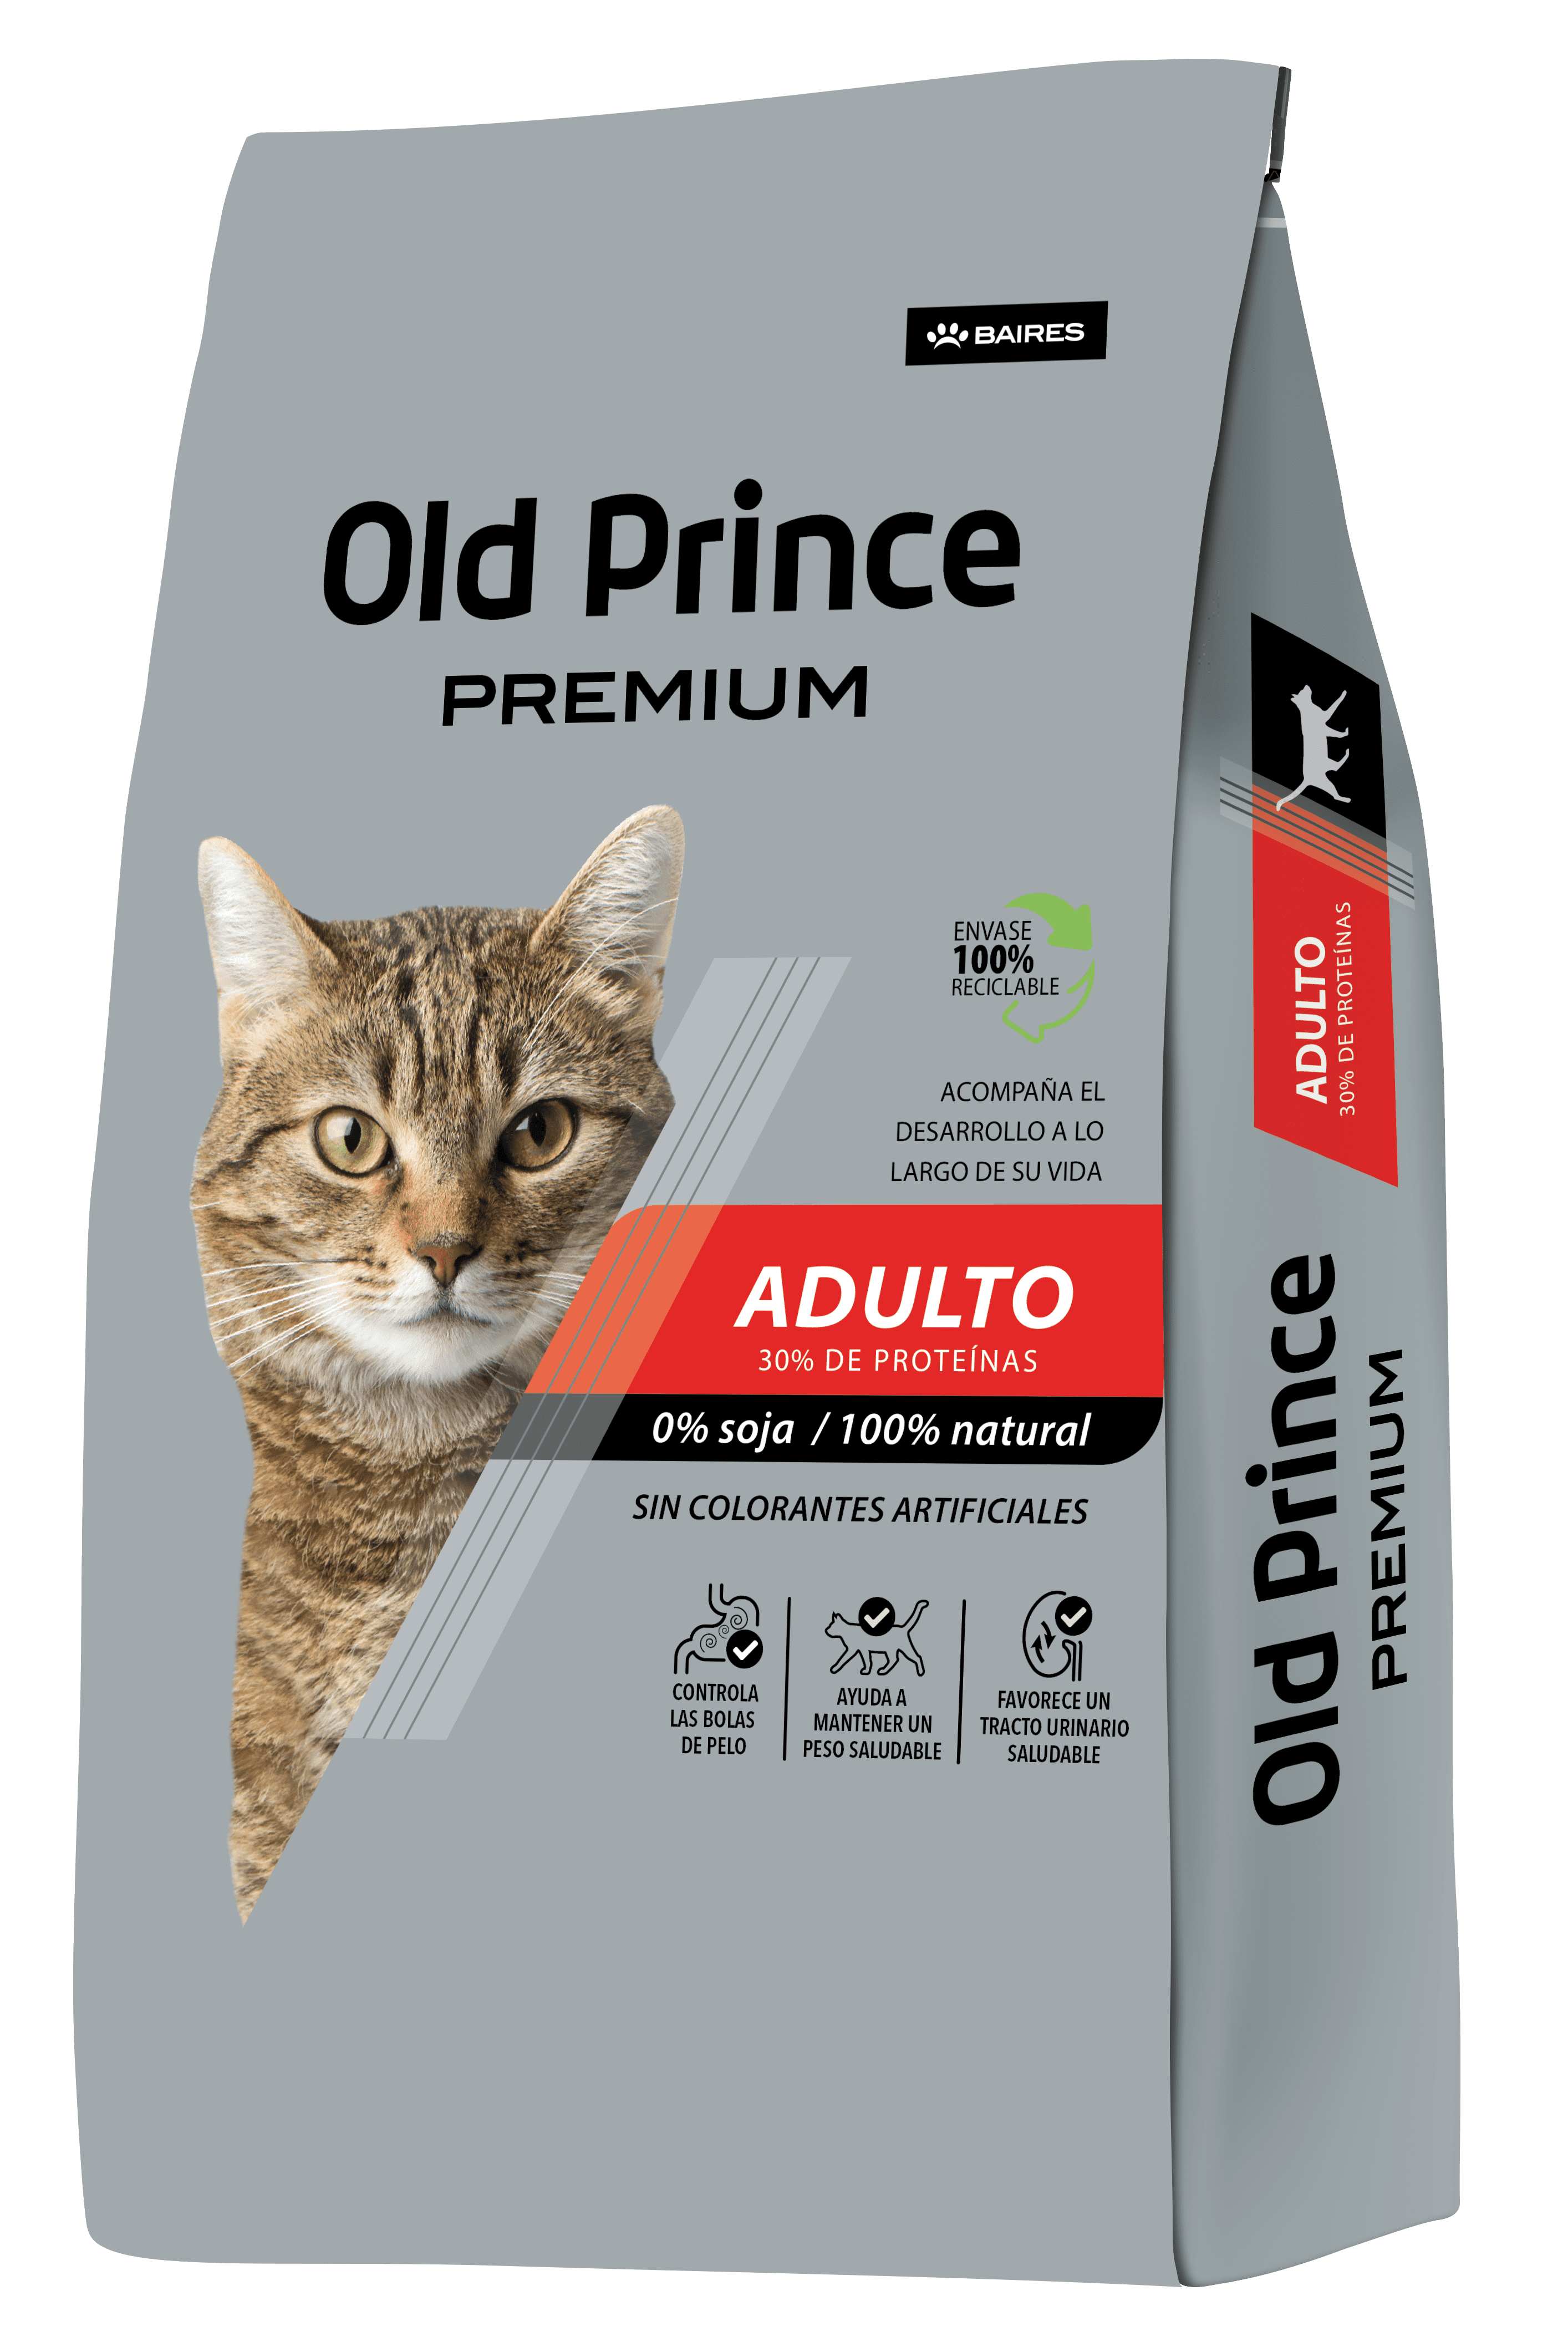 BAIRES
Old Prince
PREMIUM
ENVASE
100%
RECICLABLE
ACOMPAÑA EL
DESARROLLO A LO
LARGO DE SU VIDA
ADULTO
30% DE PROTEÍNAS
0% soja / 100% natural
SIN COLORANTES ARTIFICIALES
CONTROLA
LAS BOLAS
DE PELO
AYUDA A
MANTENER UN
PESO SALUDABLE
FAVORECE UN
TRACTO URINARIO
SALUDABLE
ADULTO
30% DE PROTEÍNAS
Old Prince
PREMIUM